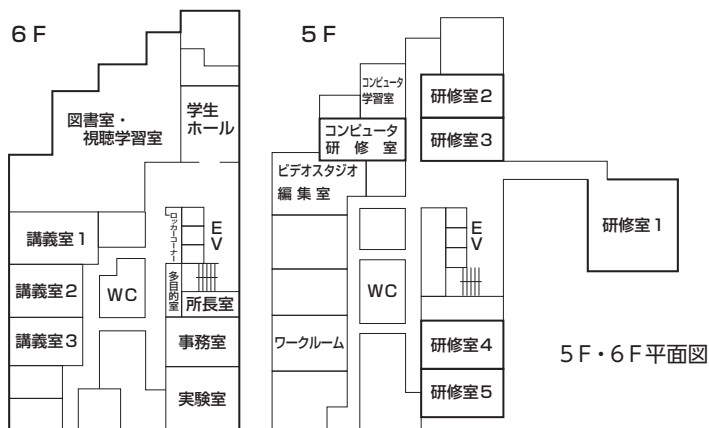 6F
図書室・
視聴学習室
学生
ホール
講義室1
ロッカーコーナー
EV
講義室2
WC
多目的室
所長室
講義室3
事務室
実験室
5F
コンピュータ
学習室
研修室2
コンピュータ
研修室
研修室3
ビデオスタジオ
編集室
研修室1
EV
WC
ワークルーム
研修室4
研修室5
5F・6F平面図